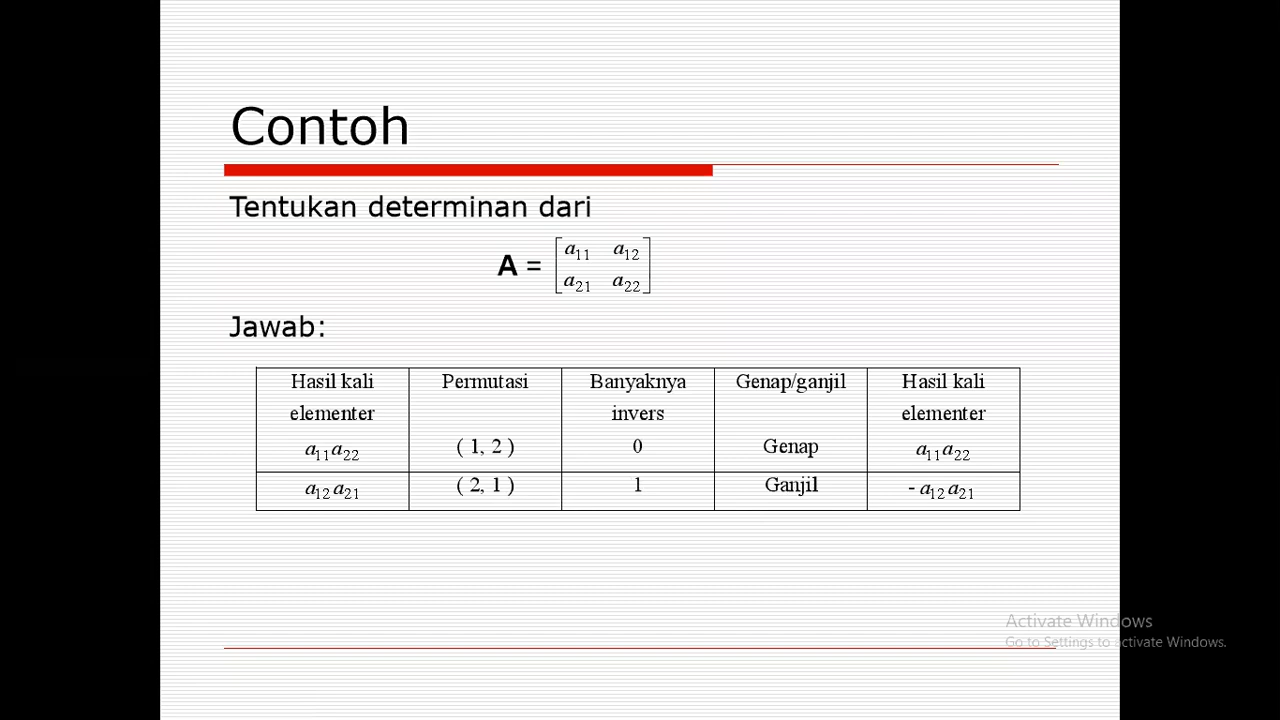 Contoh
Tentukan determinan dari
A = [a11 a12
a21 a22]
Jawab:
Hasil kali elementer Permutasi Banyaknya invers Genap/ganjil Hasil kali elementer
a11a22 ( 1, 2 ) 0 Genap a11a22
a12a21 ( 2, 1 ) 1 Ganjil - a12a21
Activate Windows
Go to Settings to activate Windows.